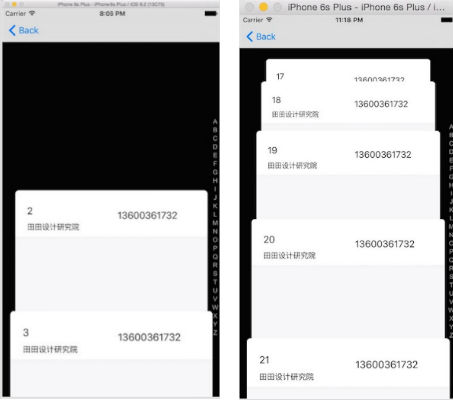 iPhone 6s Plus - iPhone 6s Plus / iOS 9.2 (13C75)
Carrier
8:05 PM
Back
A
B
C
D
E
F
G
H
I
J
K
L
M
N
O
P
Q
R
S
T
U
V
W
X
Y
Z
2
13600361732
田田设计研究院
3
13600361732
田田设计研究院
iPhone 6s Plus - iPhone 6s Plus / i...
Carrier
11:18 PM
Back
17
13600361732
18
13600361732
田田设计研究院
19
13600361732
田田设计研究院
20
13600361732
田田设计研究院
21
13600361732
田田设计研究院
A
B
C
D
E
F
G
H
I
J
K
L
M
N
O
P
Q
R
S
T
U
V
W
X
Y
Z